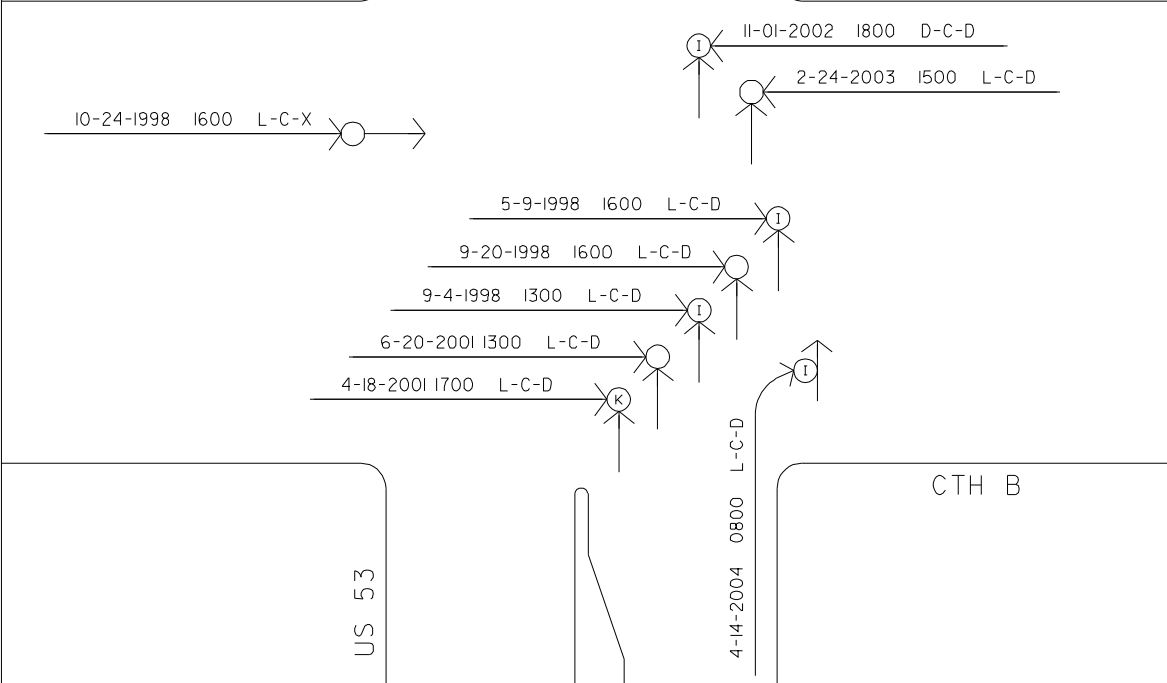 I 11-01-2002 1800 D-C-D
2-24-2003 1500 L-C-D
10-24-1998 1600 L-C-X
5-9-1998 1600 L-C-D I
9-20-1998 1600 L-C-D
9-4-1998 1300 L-C-D I
6-20-2001 1300 L-C-D
I
4-18-2001 1700 L-C-D K
CTH B
US 53
4-14-2004 0800 L-C-D